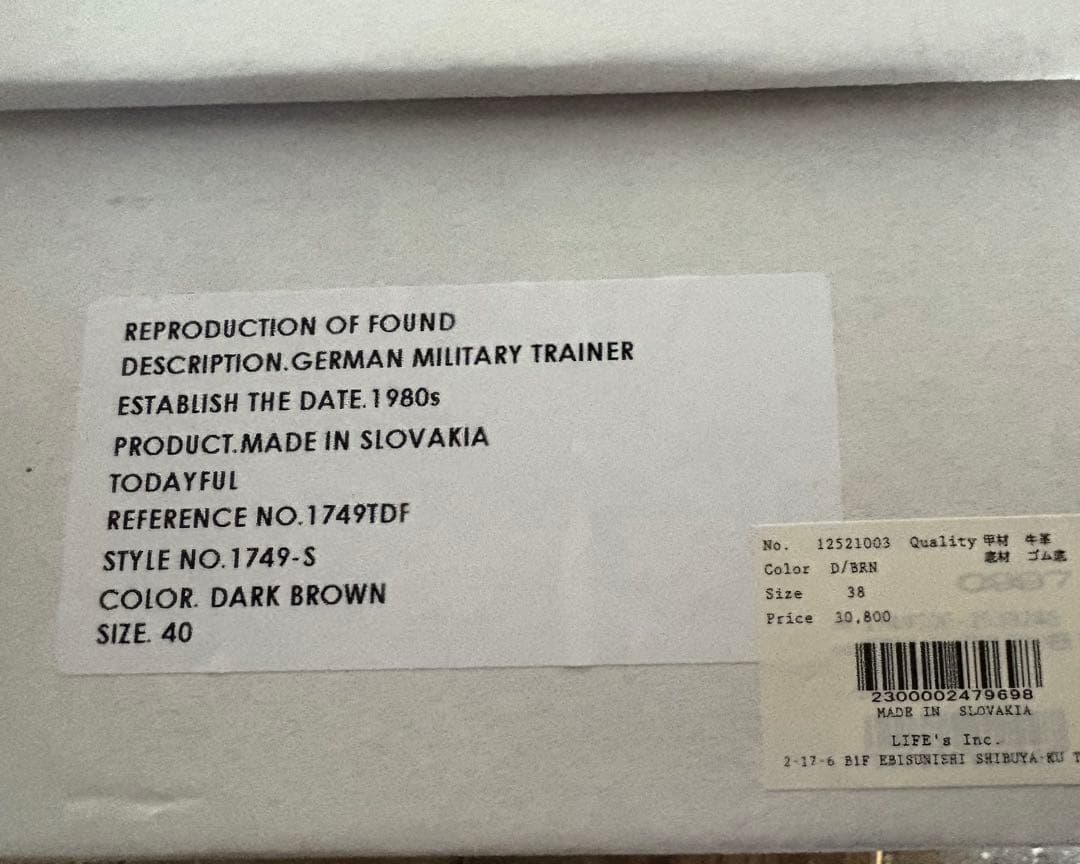 REPRODUCTION OF FOUND
DESCRIPTION.GERMAN MILITARY TRAINER
ESTABLISH THE DATE.1980s
PRODUCT.MADE IN SLOVAKIA
TODAYFUL
REFERENCE NO.1749TDF
STYLE NO.1749-S
COLOR. DARK BROWN
SIZE. 40
No. 12521003 Quality 甲材 牛革
底材 ゴム底
Color D/BRN
Size 38
Price 30,800
2300002479698
MADE IN SLOVAKIA
LIFE's Inc.
2-17-6 B1F EBISUNISHI SHIBUYA-KU T